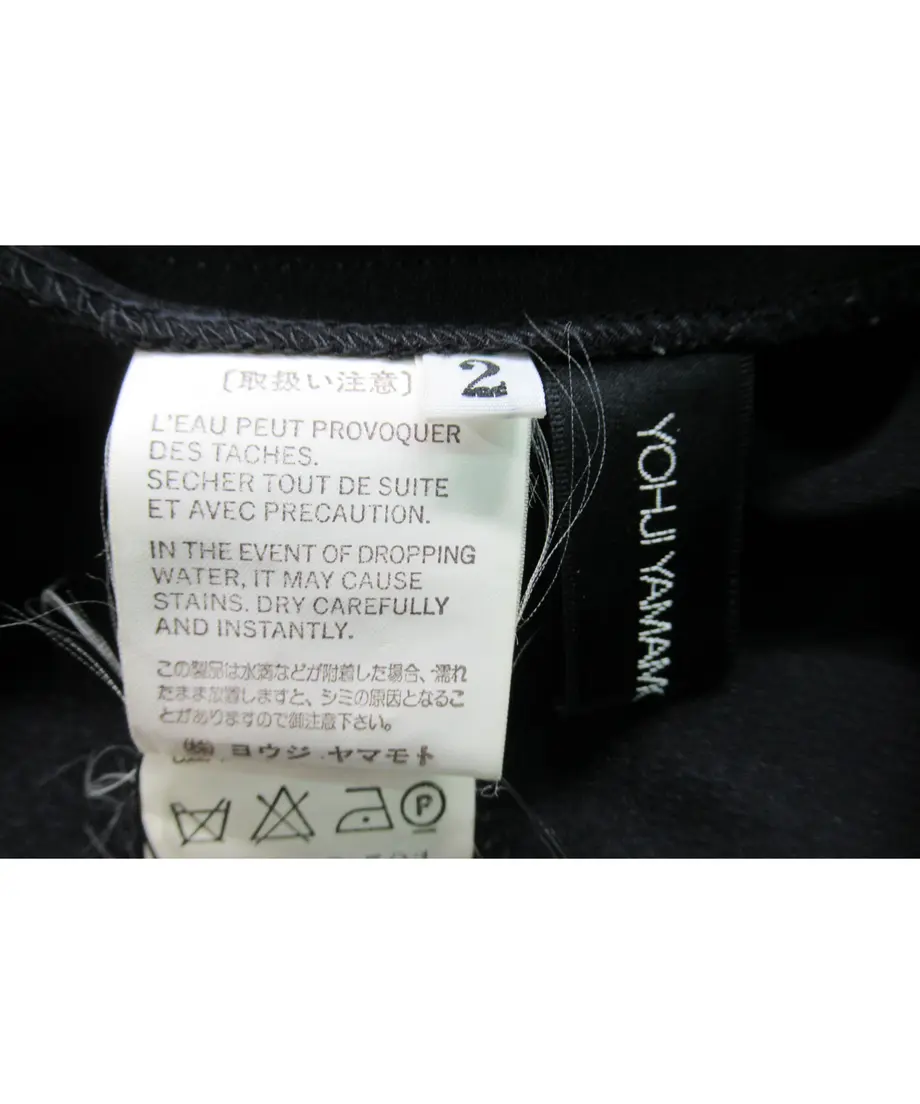 〔取扱い注意〕
2
L'EAU PEUT PROVOQUER
DES TACHES.
SECHER TOUT DE SUITE
ET AVEC PRECAUTION.
IN THE EVENT OF DROPPING
WATER, IT MAY CAUSE
STAINS. DRY CAREFULLY
AND INSTANTLY.
この製品は水滴などが附着した場合、濡れ
たまま放置しますと、シミの原因となるこ
とがありますので御注意下さい。
㈱ ヨウジ ヤマモト
P
YOHJI YAMAM